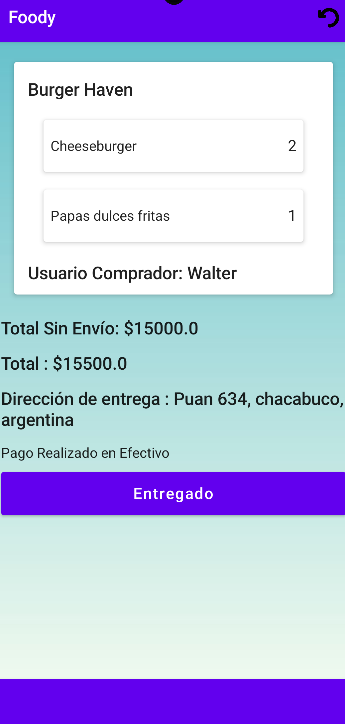 Foody
Burger Haven
Cheeseburger 2
Papas dulces fritas 1
Usuario Comprador: Walter
Total Sin Envío: $15000.0
Total : $15500.0
Dirección de entrega : Puan 634, chacabuco,
argentina
Pago Realizado en Efectivo
Entregado